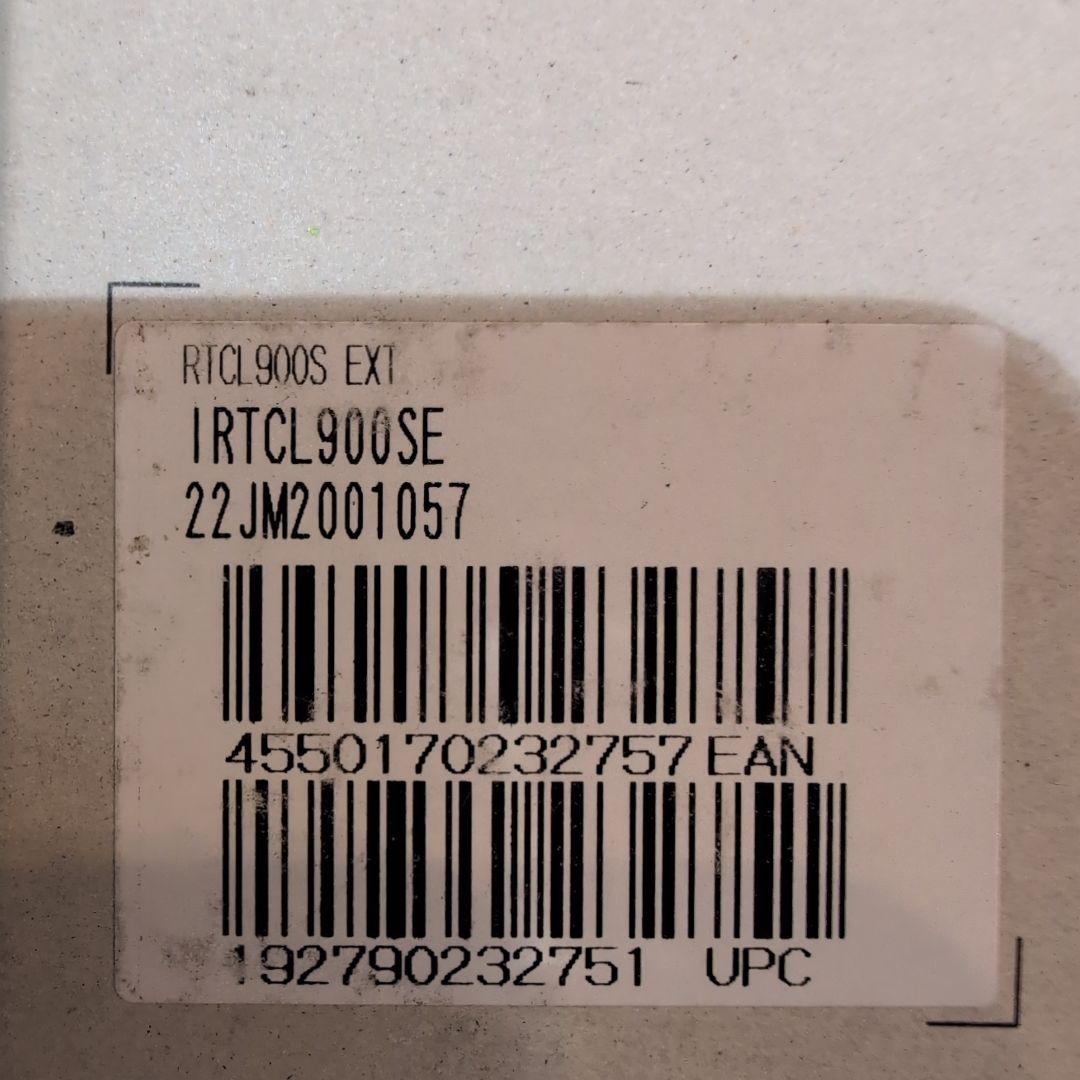 RTCL900S EXT
IRTCL900SE
22JM2001057
4550170232757 EAN
192790232751 UPC